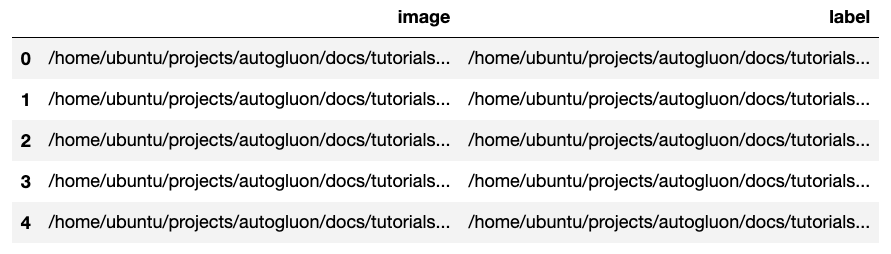 image label
0 /home/ubuntu/projects/autogluon/docs/tutorials... /home/ubuntu/projects/autogluon/docs/tutorials...
1 /home/ubuntu/projects/autogluon/docs/tutorials... /home/ubuntu/projects/autogluon/docs/tutorials...
2 /home/ubuntu/projects/autogluon/docs/tutorials... /home/ubuntu/projects/autogluon/docs/tutorials...
3 /home/ubuntu/projects/autogluon/docs/tutorials... /home/ubuntu/projects/autogluon/docs/tutorials...
4 /home/ubuntu/projects/autogluon/docs/tutorials... /home/ubuntu/projects/autogluon/docs/tutorials...